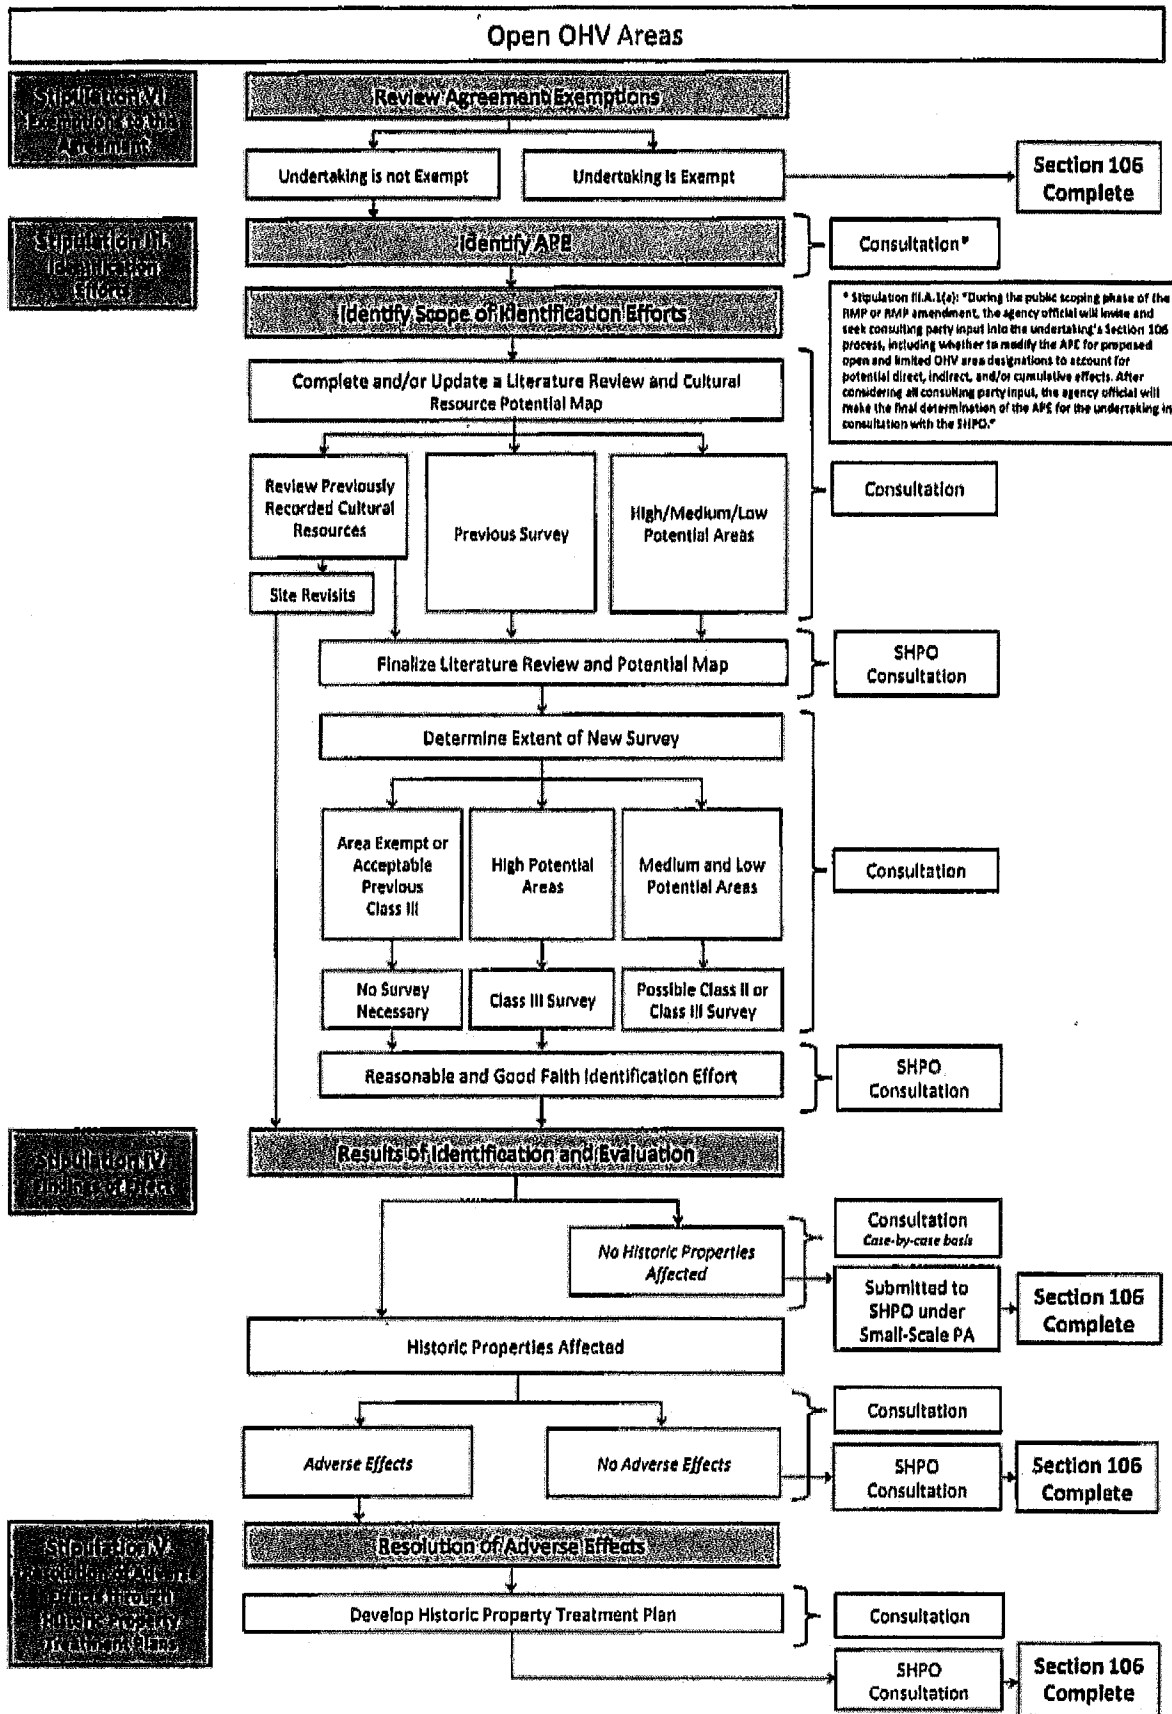 Open OHV Areas
Stipulation VI.
Exemptions to the
Agreement
Review Agreement Exemptions
Undertaking is not Exempt
Undertaking is Exempt
Section 106
Complete
Stipulation III.
Identification
Efforts
Identify APE
Consultation*
Identify Scope of Identification Efforts
* Stipulation III.A.1(a): "During the public scoping phase of the
RMP or RMP amendment, the agency official will invite and
seek consulting party input into the undertaking's Section 106
process, including whether to modify the APE for proposed
open and limited OHV area designations to account for
potential direct, indirect, and/or cumulative effects. After
considering all consulting party input, the agency official will
make the final determination of the APE for the undertaking in
consultation with the SHPO."
Complete and/or Update a Literature Review and Cultural
Resource Potential Map
Review Previously
Recorded Cultural
Resources
Previous Survey
High/Medium/Low
Potential Areas
Consultation
Site Revisits
Finalize Literature Review and Potential Map
SHPO
Consultation
Determine Extent of New Survey
Area Exempt or
Acceptable
Previous
Class III
High Potential
Areas
Medium and Low
Potential Areas
Consultation
No Survey
Necessary
Class III Survey
Possible Class II or
Class III Survey
Reasonable and Good Faith Identification Effort
SHPO
Consultation
Stipulation IV.
Findings of Effect
Results of Identification and Evaluation
No Historic Properties
Affected
Consultation
Case-by-case basis
Submitted to
SHPO under
Small-Scale PA
Section 106
Complete
Historic Properties Affected
Consultation
Adverse Effects
No Adverse Effects
SHPO
Consultation
Section 106
Complete
Stipulation V.
Resolution of Adverse
Effects through
Historic Property
Treatment Plans
Resolution of Adverse Effects
Develop Historic Property Treatment Plan
Consultation
SHPO
Consultation
Section 106
Complete